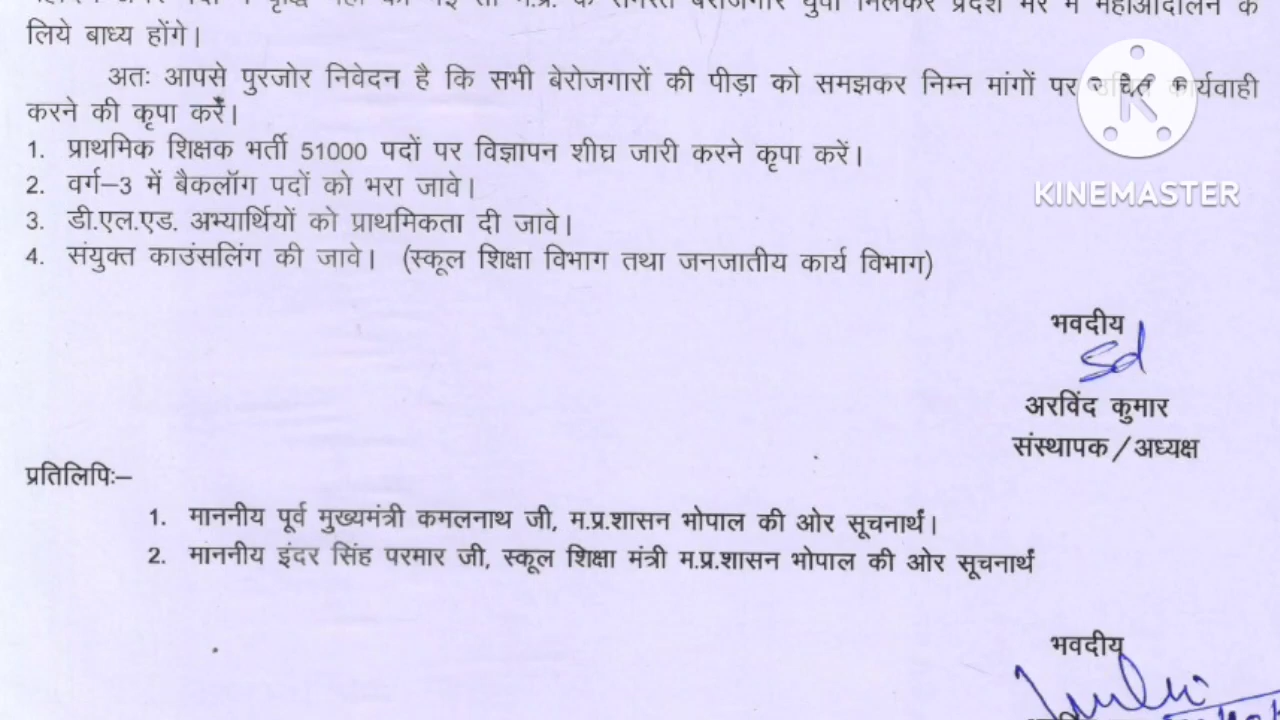 लिये बाध्य होंगे।
अतः आपसे पुरजोर निवेदन है कि सभी बेरोजगारों की पीड़ा को समझकर निम्न मांगों पर उचित कार्यवाही
करने की कृपा करें।
1. प्राथमिक शिक्षक भर्ती 51000 पदों पर विज्ञापन शीघ्र जारी करने कृपा करें।
2. वर्ग–3 में बैकलॉग पदों को भरा जावे।
3. डी.एल.एड. अभ्यार्थियों को प्राथमिकता दी जावे।
4. संयुक्त काउंसलिंग की जावे। (स्कूल शिक्षा विभाग तथा जनजातीय कार्य विभाग)
KINEMASTER
भवदीय
Sd
अरविंद कुमार
संस्थापक/अध्यक्ष
प्रतिलिपिः–
1. माननीय पूर्व मुख्यमंत्री कमलनाथ जी, म.प्र.शासन भोपाल की ओर सूचनार्थ।
2. माननीय इंदर सिंह परमार जी, स्कूल शिक्षा मंत्री म.प्र.शासन भोपाल की ओर सूचनार्थ
भवदीय